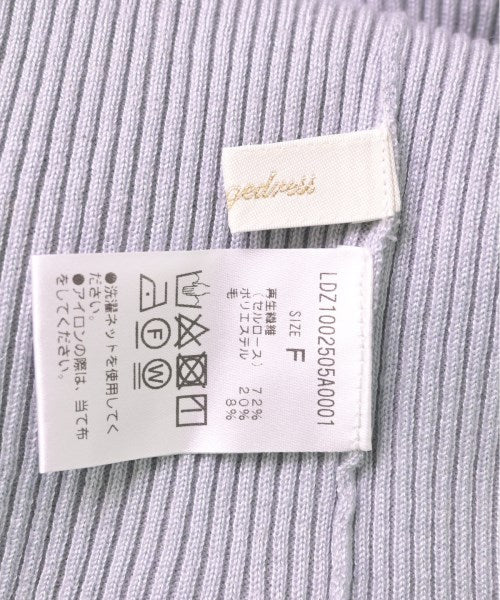 gedress
LDZ1002505A0001
SIZE F
再生繊維
（セルロース） 72%
ポリエステル 20%
毛 8%
F
W
●洗濯ネットを使用してく
ださい。
●アイロンの際は、当て布
をしてください。